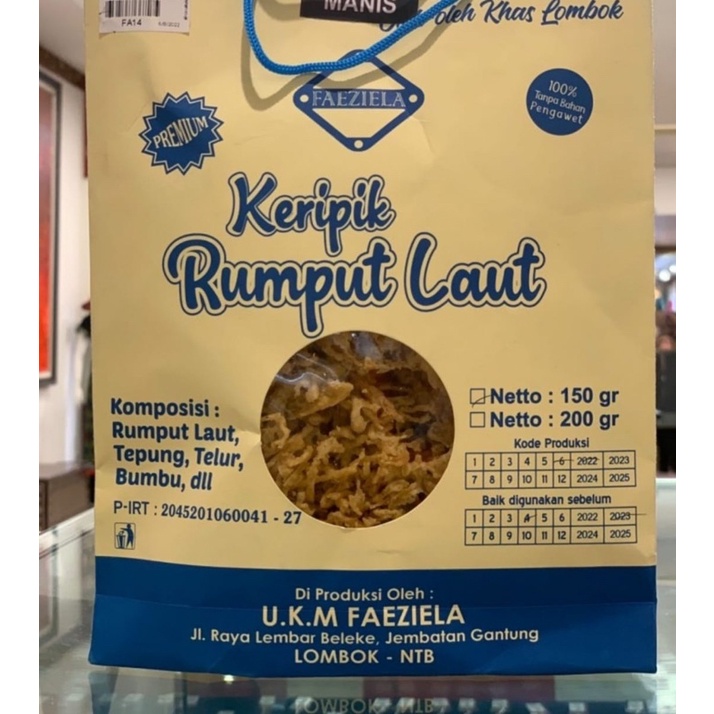 MANIS
FA14
oleh Khas Lombok
FAEZIELA
PREMIUM
100%
Tanpa Bahan
Pengawet
Keripik
Rumput Laut
Komposisi :
Rumput Laut,
Tepung, Telur,
Bumbu, dll
P-IRT : 2045201060041 - 27
Netto : 150 gr
Netto : 200 gr
Kode Produksi
1 2 3 4 5 6 2022 2023
7 8 9 10 11 12 2024 2025
Baik digunakan sebelum
1 2 3 4 5 6 2022 2023
7 8 9 10 11 12 2024 2025
Di Produksi Oleh :
U.K.M FAEZIELA
Jl. Raya Lembar Beleke, Jembatan Gantung
LOMBOK - NTB